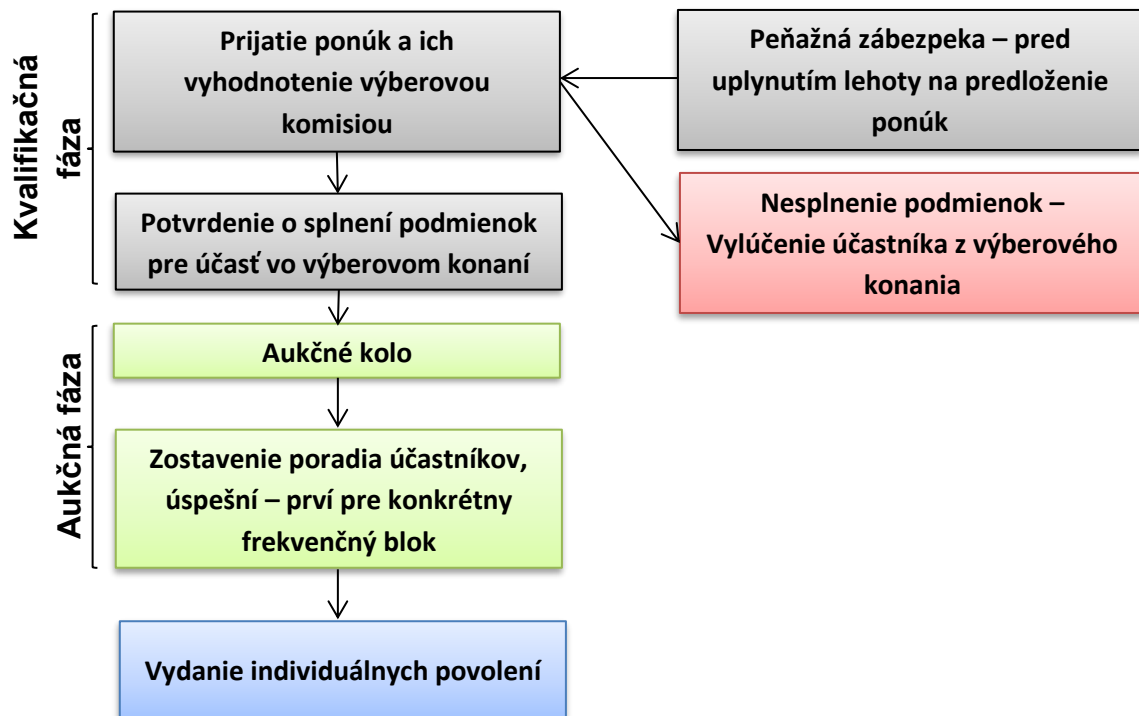 Kvalifikačná
fáza
Prijatie ponúk a ich
vyhodnotenie výberovou
komisiou
Peňažná zábezpeka – pred
uplynutím lehoty na predloženie
ponúk
Potvrdenie o splnení podmienok
pre účasť vo výberovom konaní
Nesplnenie podmienok –
Vylúčenie účastníka z výberového
konania
Aukčná fáza
Aukčné kolo
Zostavenie poradia účastníkov,
úspešní – prví pre konkrétny
frekvenčný blok
Vydanie individuálnych povolení